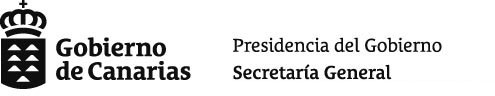 Gobierno
de Canarias
Presidencia del Gobierno
Secretaría General